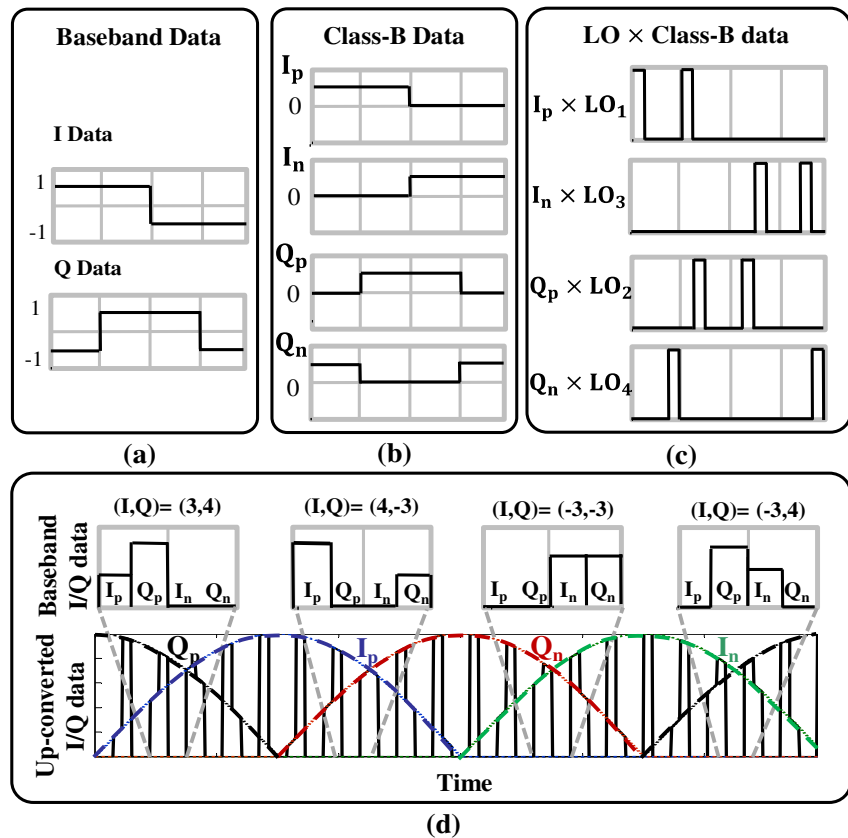 Baseband Data
I Data
1
-1
Q Data
1
-1
(a)
Class-B Data
I_p
0
I_n
0
Q_p
0
Q_n
0
(b)
LO × Class-B data
I_p × LO_1
I_n × LO_3
Q_p × LO_2
Q_n × LO_4
(c)
(I,Q)= (3,4) (I,Q)= (4,-3) (I,Q)= (-3,-3) (I,Q)= (-3,4)
Baseband
I/Q data
I_p Q_p I_n Q_n I_p Q_p I_n Q_n I_p Q_p I_n Q_n I_p Q_p I_n Q_n
Up-converted
I/Q data
Q_p I_p Q_n I_n
Time
(d)